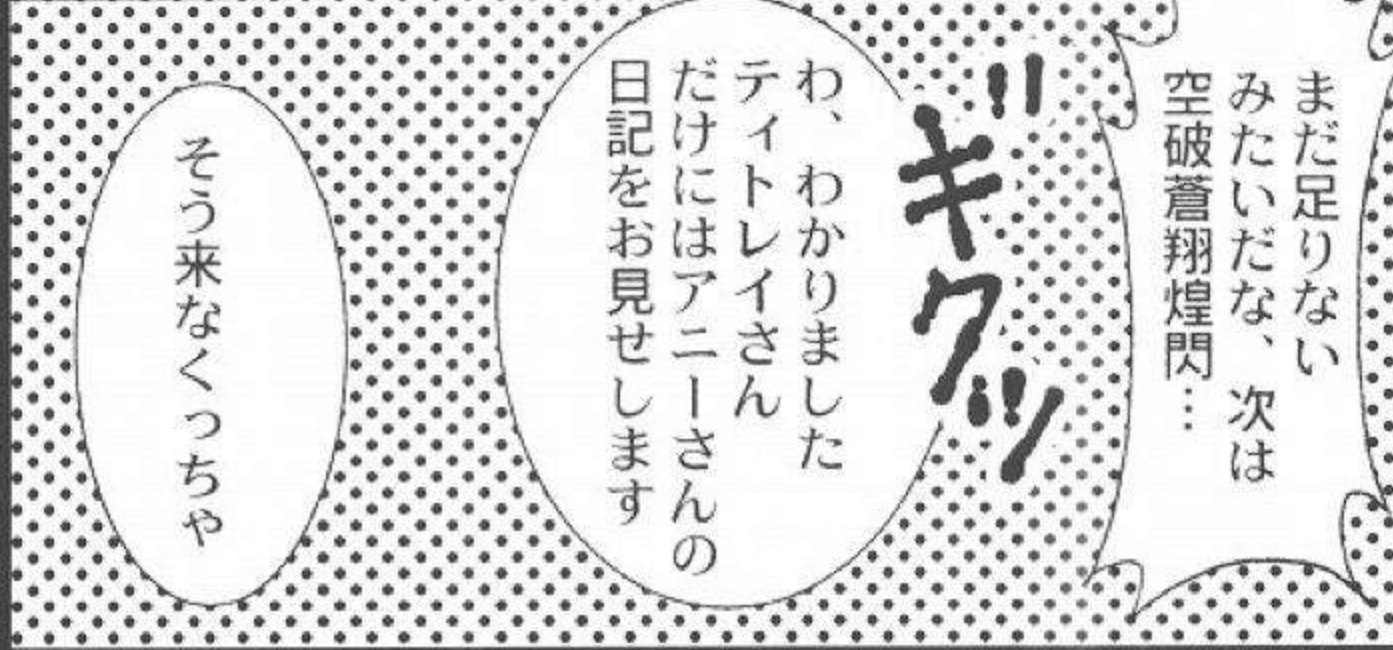 まだ足りない
みたいだな、次は
空破蒼翔煌閃…
ギクッ
わ、わかりました
ティトレイさん
だけにはアニーさんの
日記をお見せします
そう来なくっちゃ